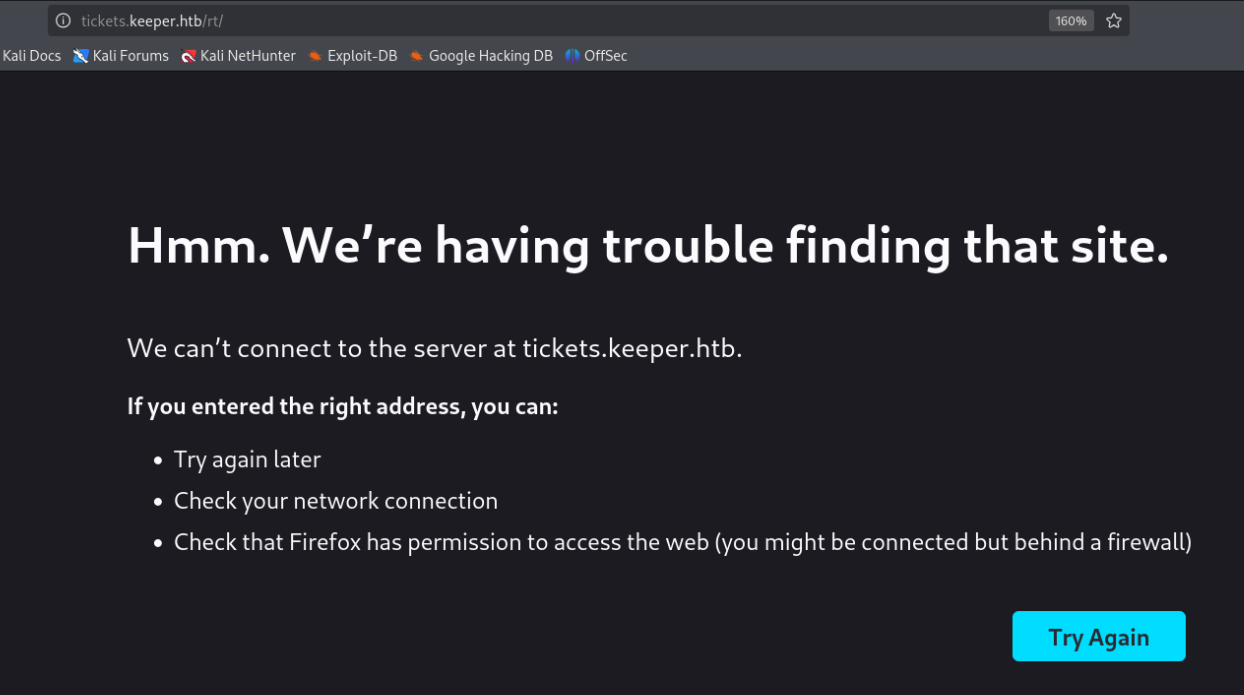 tickets.keeper.htb/rt/ 160%
Kali Docs Kali Forums Kali NetHunter Exploit-DB Google Hacking DB OffSec
Hmm. We’re having trouble finding that site.
We can’t connect to the server at tickets.keeper.htb.
If you entered the right address, you can:
• Try again later
• Check your network connection
• Check that Firefox has permission to access the web (you might be connected but behind a firewall)
Try Again